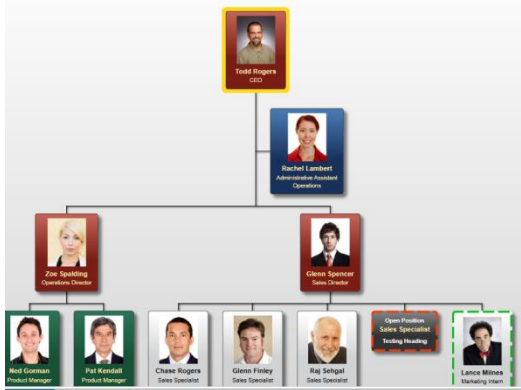 Todd Rogers
CEO
Rachel Lambert
Administrative Assistant
Operations
Zoe Spalding
Operations Director
Glenn Spencer
Sales Director
Ned Gorman
Product Manager
Pat Kendall
Product Manager
Chase Rogers
Sales Specialist
Glenn Finley
Sales Specialist
Raj Sehgal
Sales Specialist
Open Position
Sales Specialist
Testing Heading
Lance Milnes
Marketing Intern